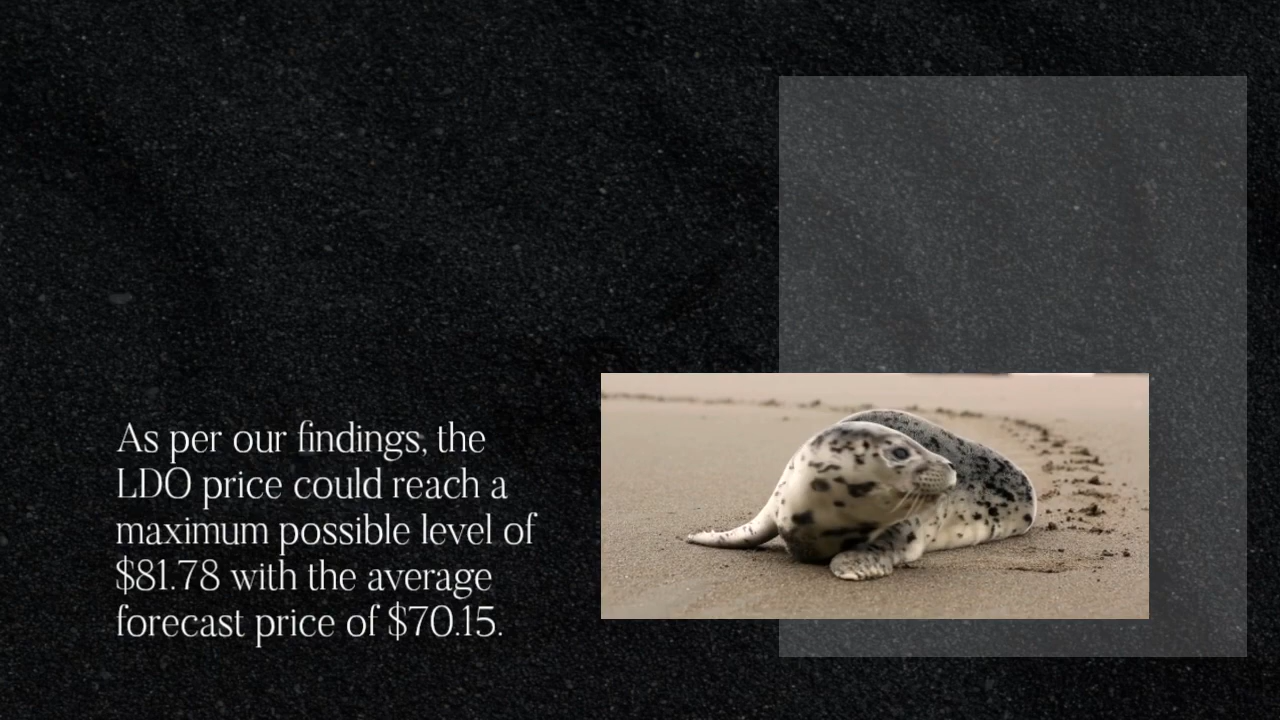 As per our findings, the
LDO price could reach a
maximum possible level of
$81.78 with the average
forecast price of $70.15.